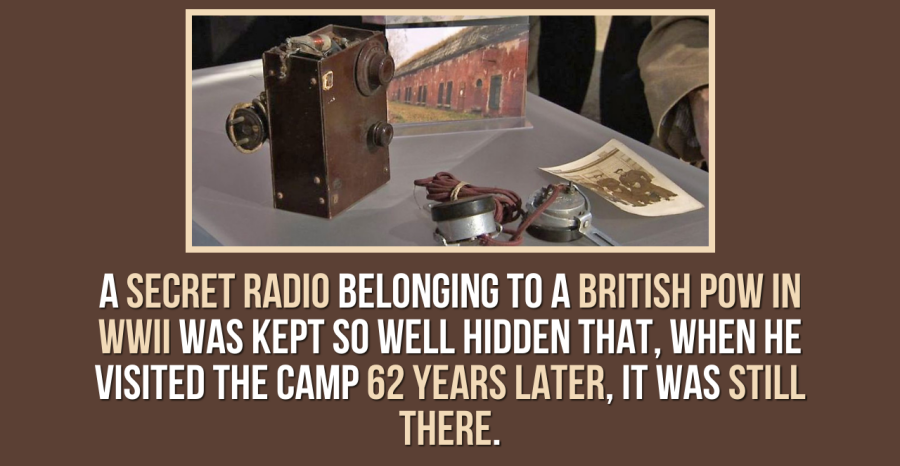 A SECRET RADIO BELONGING TO A BRITISH POW IN
WWII WAS KEPT SO WELL HIDDEN THAT, WHEN HE
VISITED THE CAMP 62 YEARS LATER, IT WAS STILL
THERE.